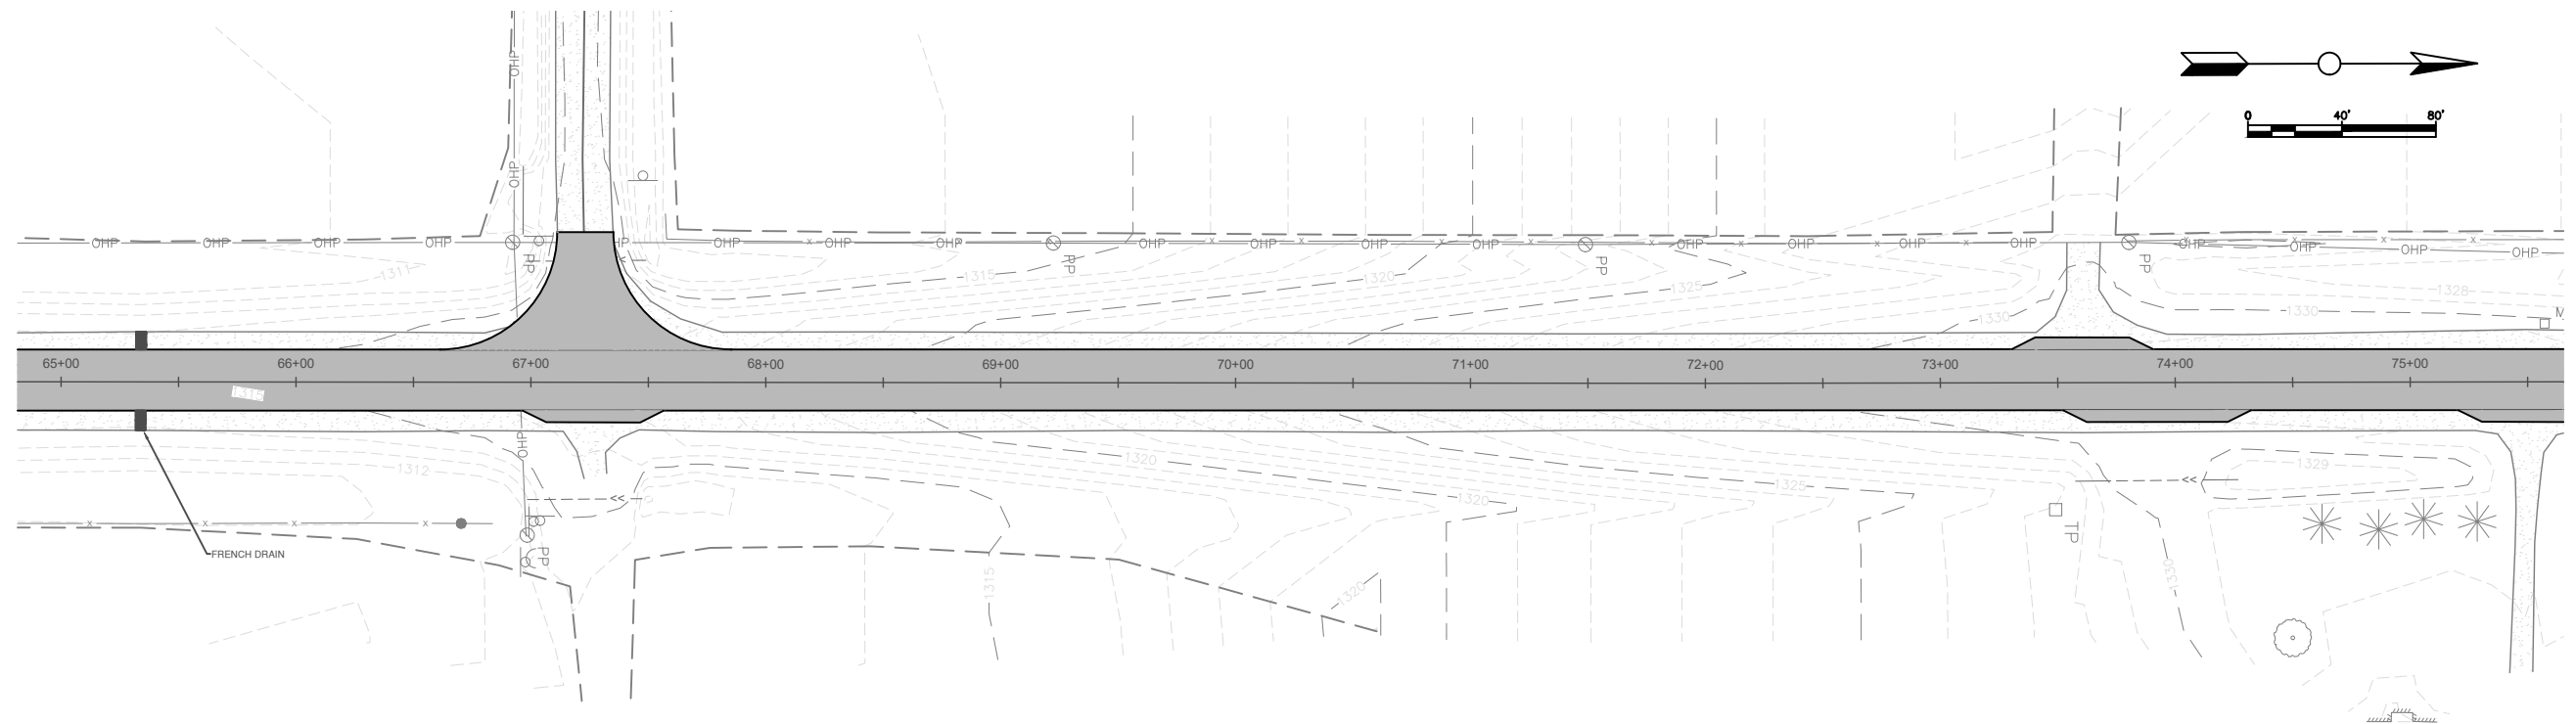 OHP
OHP
0 40' 80'
OHP OHP OHP OHP HP OHP OHP OHP OHP OHP OHP OHP OHP OHP OHP OHP OHP OHP OHP
x x x x x x x x x x x x
PP PP PP PP
1311 1315 1320 1325 1330 1328 1330
M
65+00 66+00 67+00 68+00 69+00 70+00 71+00 72+00 73+00 74+00 75+00
1315
OHP
1312 1320 1320 1325 1329
<< <<
x x x x
TP
PP
FRENCH DRAIN
1315 1320 1330